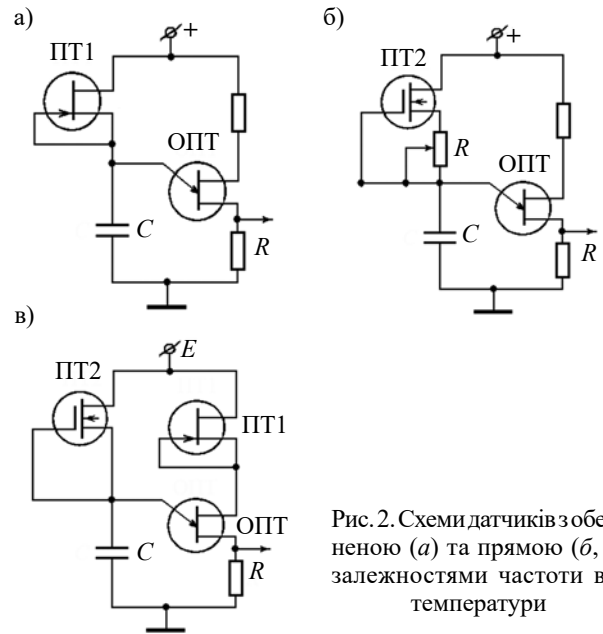 а)
ПТ1
+
ОПТ
C
R
б)
ПТ2
+
R
ОПТ
C
R
в)
ПТ2
E
ПТ1
ОПТ
C
R
Рис. 2. Схеми датчиків з обе
неною (а) та прямою (б,
залежностями частоти в
температури